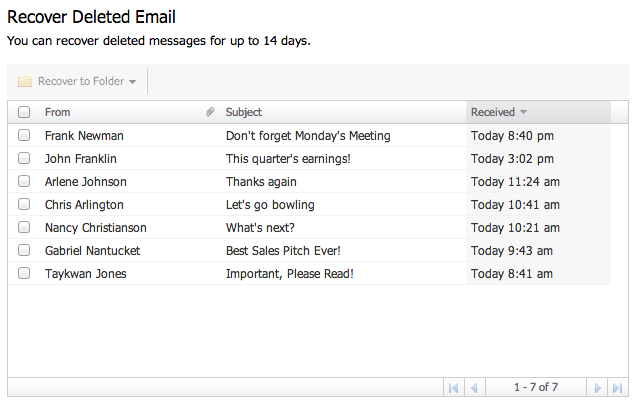 Recover Deleted Email
You can recover deleted messages for up to 14 days.
Recover to Folder
From Subject Received
Frank Newman Don't forget Monday's Meeting Today 8:40 pm
John Franklin This quarter's earnings! Today 3:02 pm
Arlene Johnson Thanks again Today 11:24 am
Chris Arlington Let's go bowling Today 10:41 am
Nancy Christianson What's next? Today 10:21 am
Gabriel Nantucket Best Sales Pitch Ever! Today 9:43 am
Taykwan Jones Important, Please Read! Today 8:41 am
1 - 7 of 7